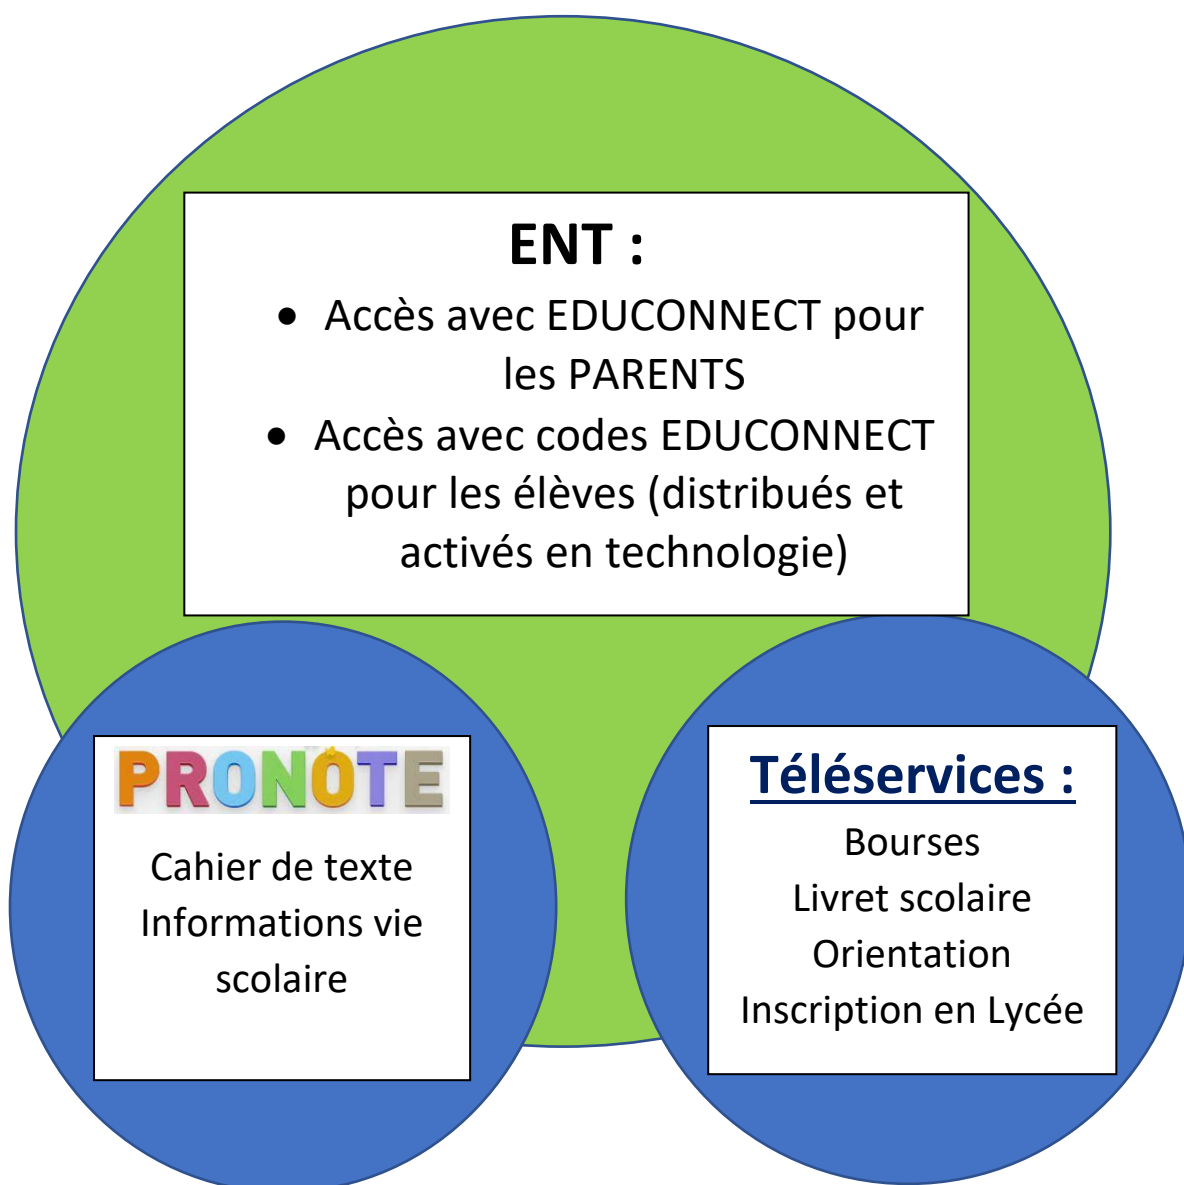 ENT :
• Accès avec EDUCONNECT pour
les PARENTS
• Accès avec codes EDUCONNECT
pour les élèves (distribués et
activés en technologie)
PRONOTE
Cahier de texte
Informations vie
scolaire
Téléservices :
Bourses
Livret scolaire
Orientation
Inscription en Lycée